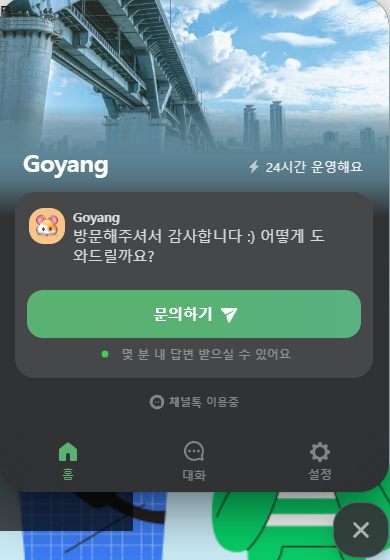 Goyang
24시간 운영해요
Goyang
방문해주셔서 감사합니다 :) 어떻게 도
와드릴까요?
문의하기
몇 분 내 답변 받으실 수 있어요
채널톡 이용중
홈
대화
설정